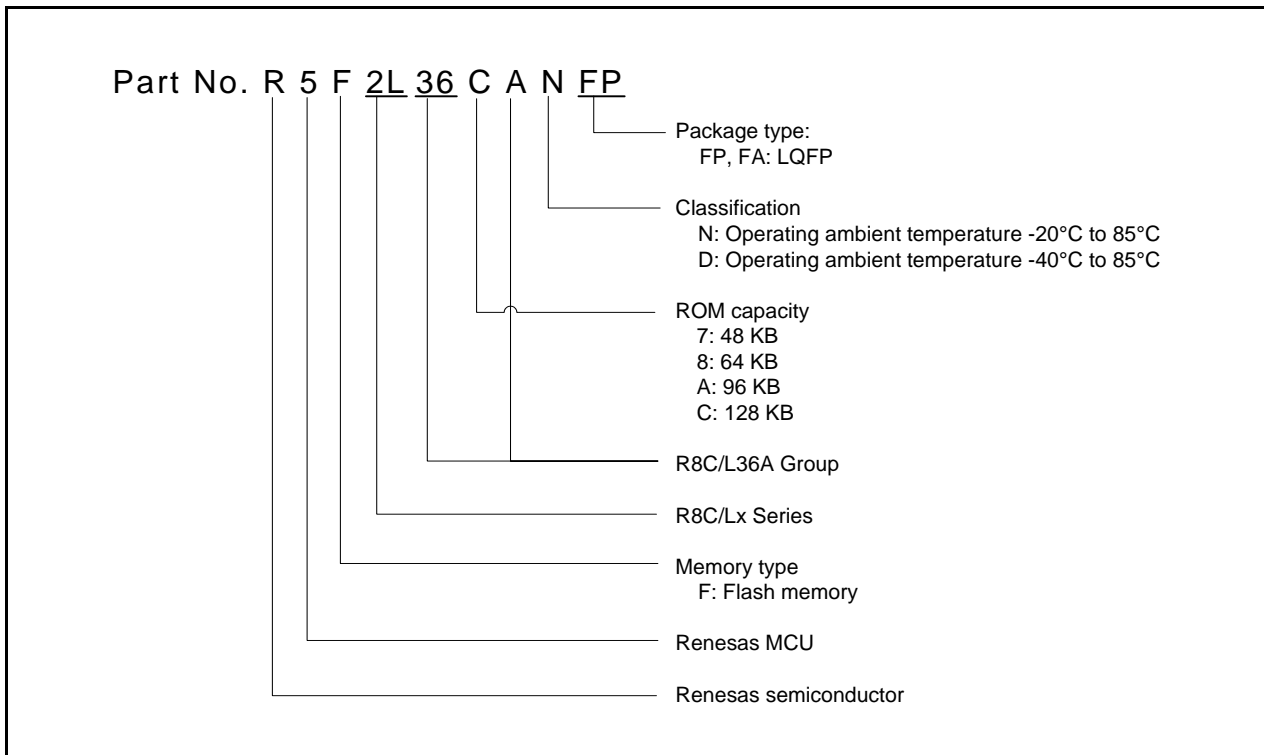 Part No. R 5 F 2L 36 C A N FP
Package type:
FP, FA: LQFP
Classification
N: Operating ambient temperature -20°C to 85°C
D: Operating ambient temperature -40°C to 85°C
ROM capacity
7: 48 KB
8: 64 KB
A: 96 KB
C: 128 KB
R8C/L36A Group
R8C/Lx Series
Memory type
F: Flash memory
Renesas MCU
Renesas semiconductor